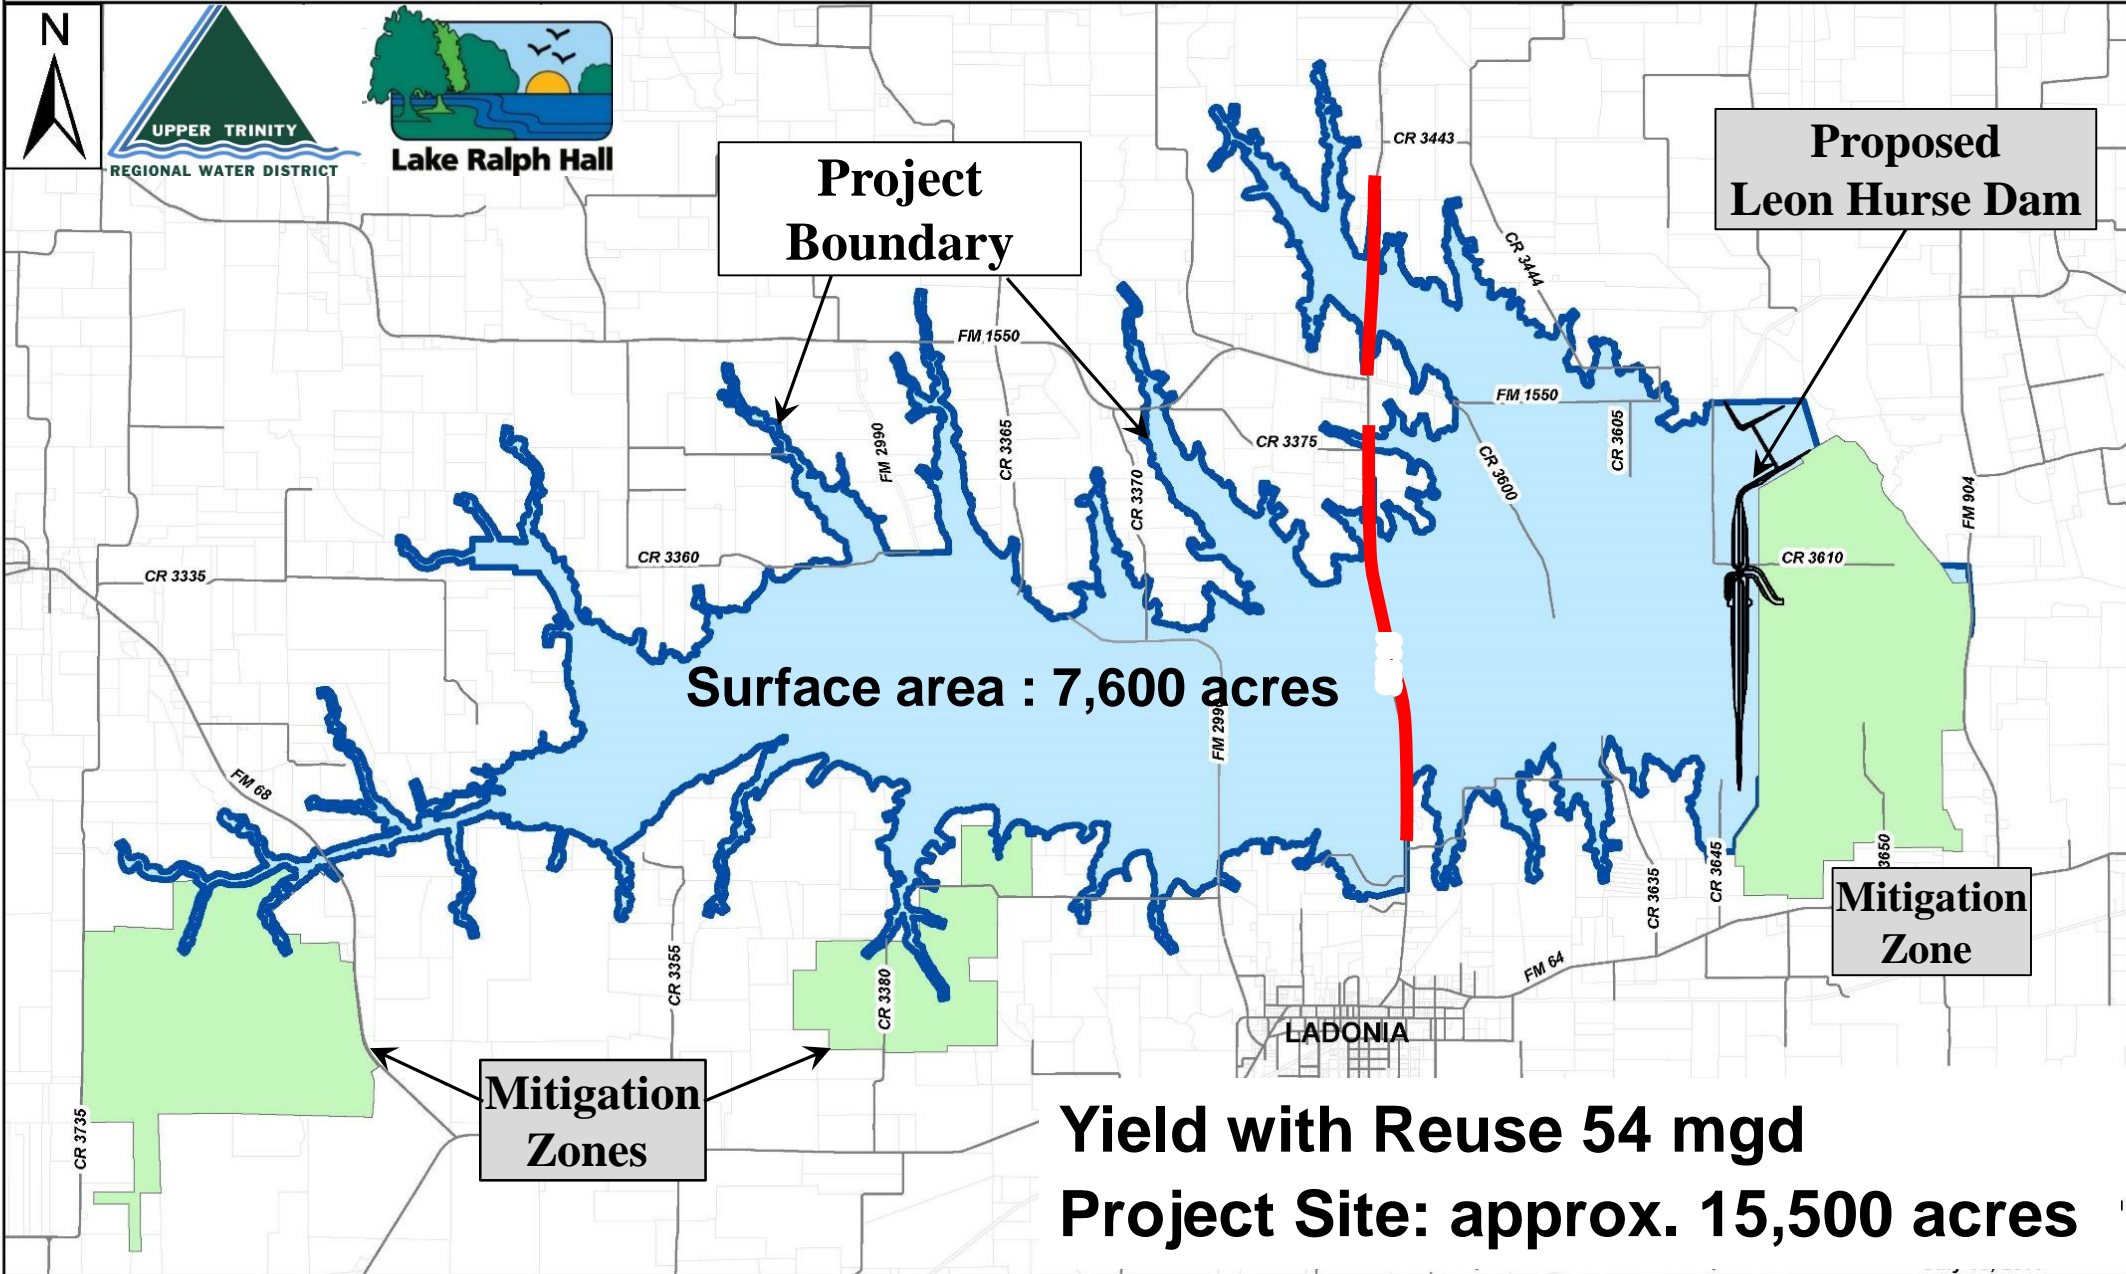 N
UPPER TRINITY
REGIONAL WATER DISTRICT
Lake Ralph Hall
Project
Boundary
Proposed
Leon Hurse Dam
CR 3443
CR 3444
FM 1550
FM 1550
CR 3605
CR 3375
CR 3600
FM 2990
CR 3365
CR 3370
FM 904
CR 3360
CR 3335
CR 3610
Surface area : 7,600 acres
FM 68
3650
CR 3645
CR 3635
Mitigation
Zone
CR 3355
CR 3380
FM 64
LADONIA
Mitigation
Zones
CR 3735
Yield with Reuse 54 mgd
Project Site: approx. 15,500 acres